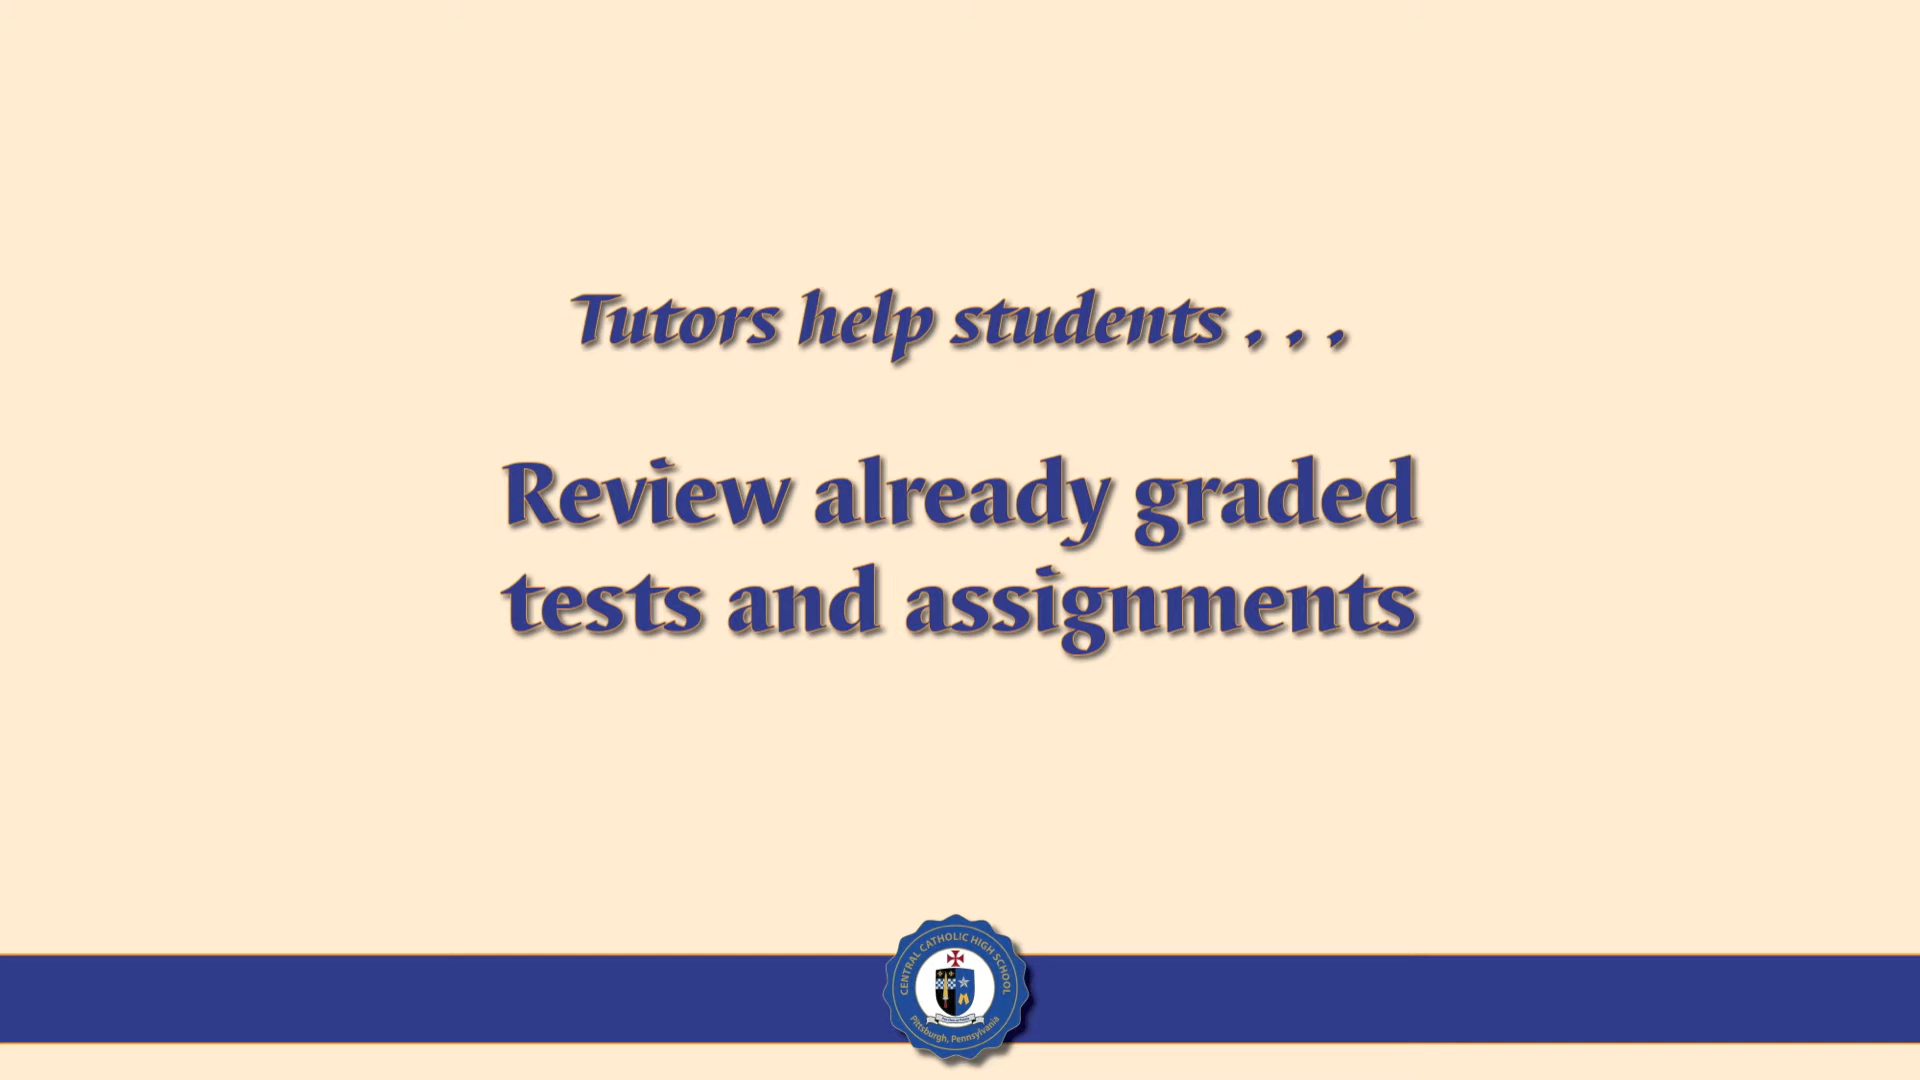 Tutors help students . . .
Review already graded
tests and assignments
CENTRAL CATHOLIC HIGH SCHOOL
Pittsburgh, Pennsylvania